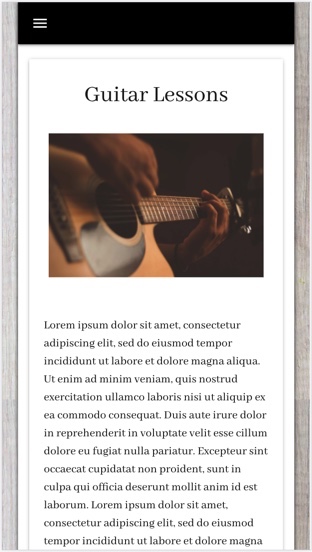 Guitar Lessons
Lorem ipsum dolor sit amet, consectetur
adipiscing elit, sed do eiusmod tempor
incididunt ut labore et dolore magna aliqua.
Ut enim ad minim veniam, quis nostrud
exercitation ullamco laboris nisi ut aliquip ex
ea commodo consequat. Duis aute irure dolor
in reprehenderit in voluptate velit esse cillum
dolore eu fugiat nulla pariatur. Excepteur sint
occaecat cupidatat non proident, sunt in
culpa qui officia deserunt mollit anim id est
laborum. Lorem ipsum dolor sit amet,
consectetur adipiscing elit, sed do eiusmod
tempor incididunt ut labore et dolore magna